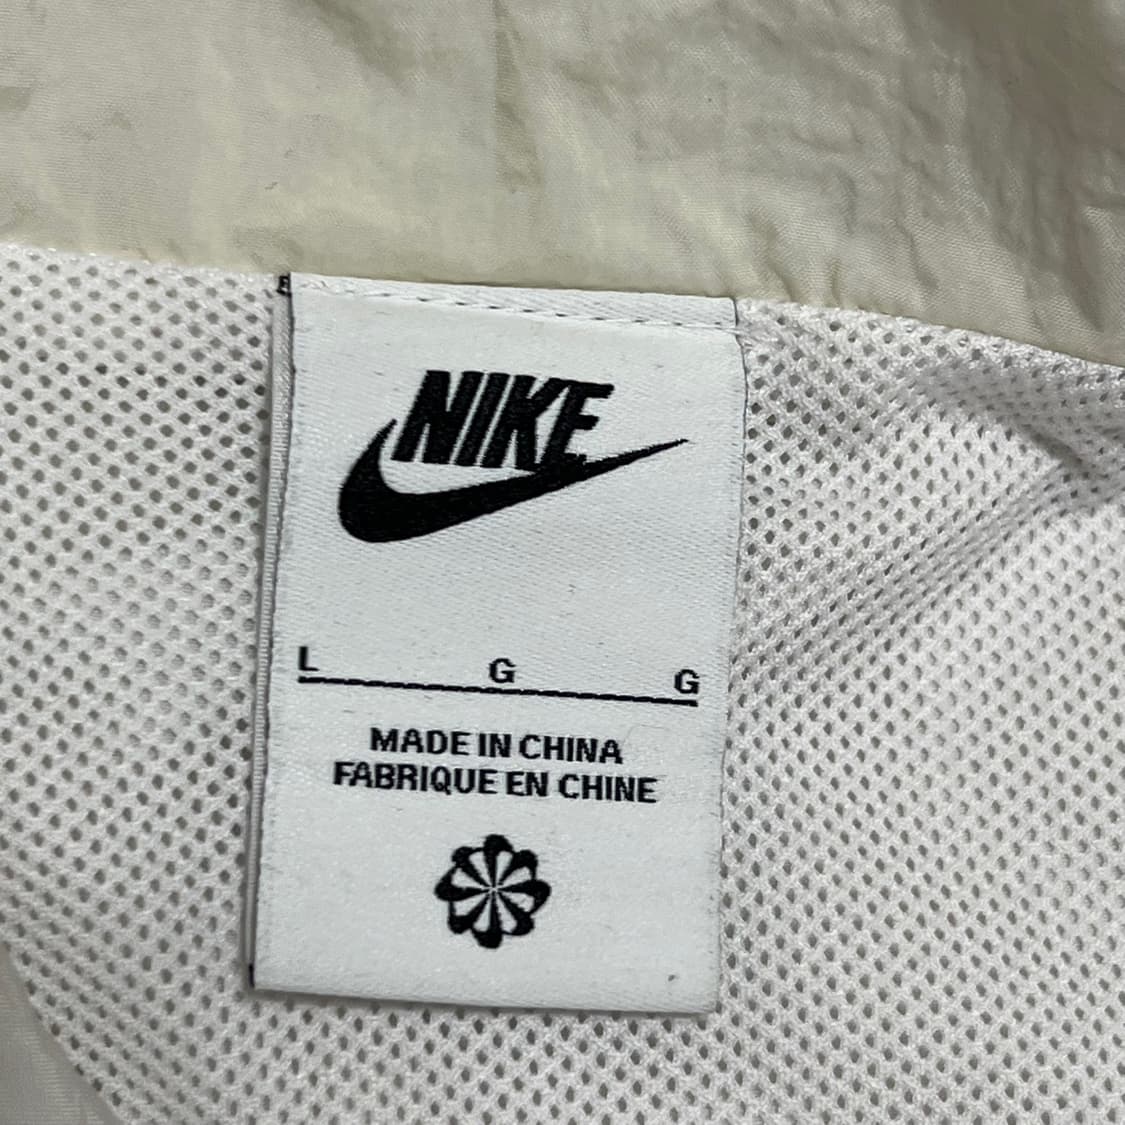 NIKE
L G G
MADE IN CHINA
FABRIQUE EN CHINE